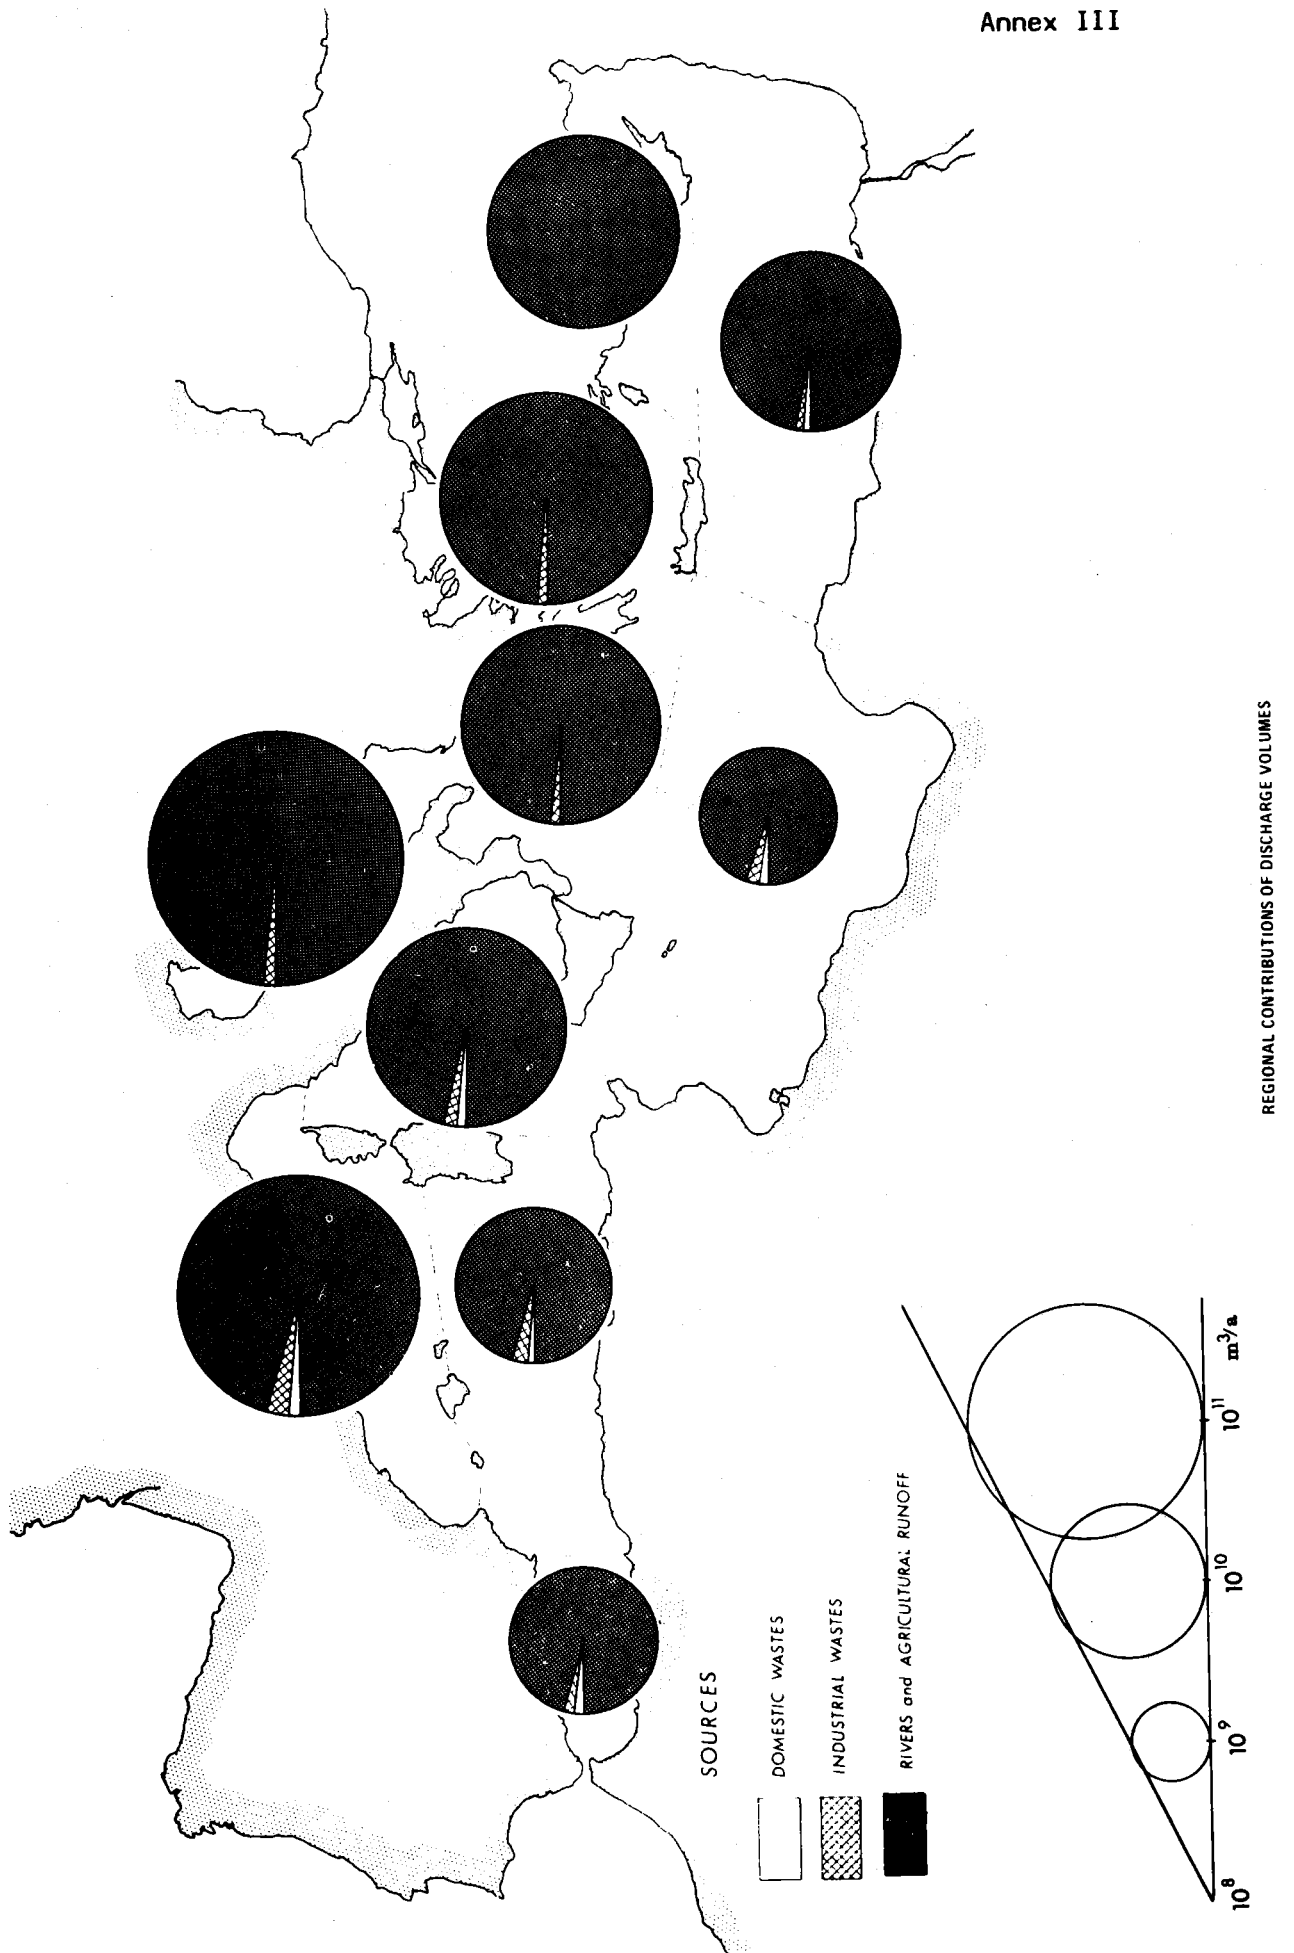 Annex III
SOURCES
DOMESTIC WASTES
INDUSTRIAL WASTES
RIVERS and AGRICULTURAL RUNOFF
10⁸
10⁹
10¹⁰
10¹¹
m³/a
REGIONAL CONTRIBUTIONS OF DISCHARGE VOLUMES